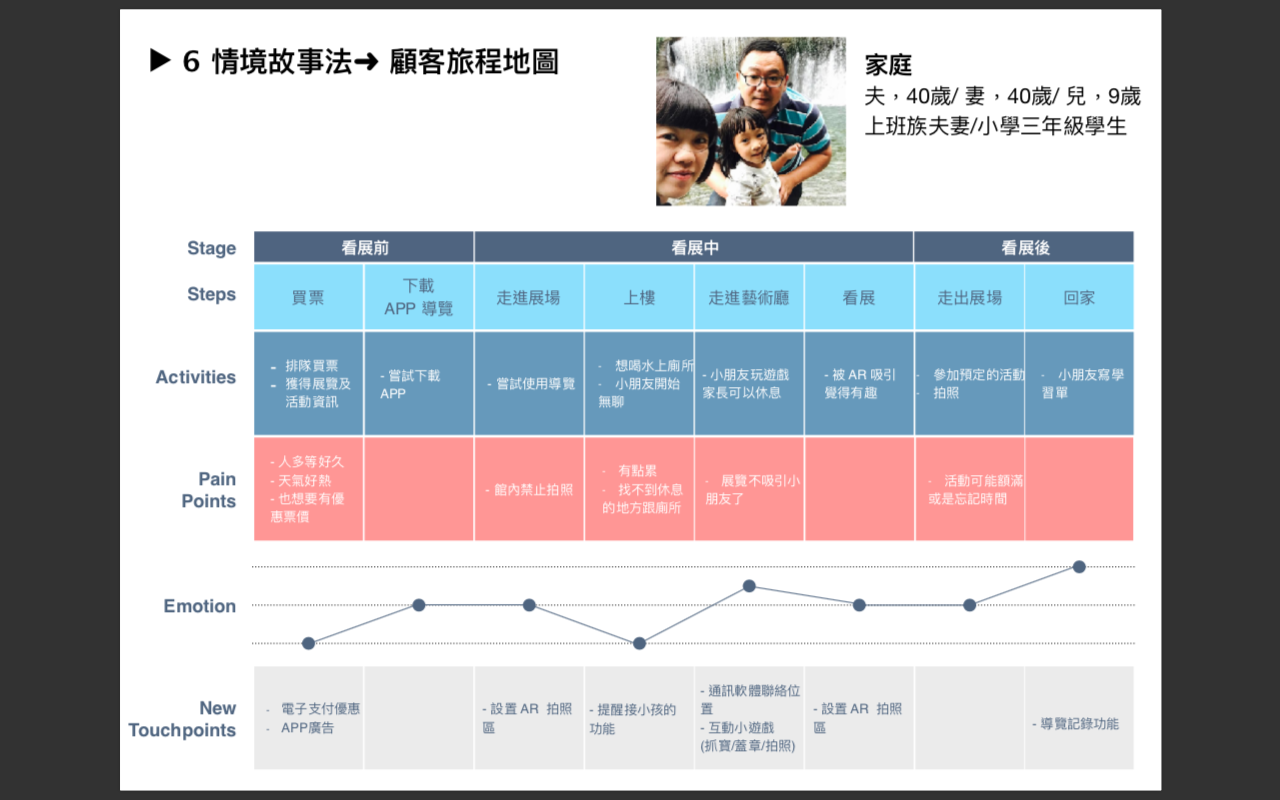 ▶ 6 情境故事法➜ 顧客旅程地圖
家庭
夫，40歲/ 妻，40歲/ 兒，9歲
上班族夫妻/小學三年級學生
Stage
看展前
看展中
看展後
Steps
買票
下載
APP 導覽
走進展場
上樓
走進藝術廳
看展
走出展場
回家
Activities
- 排隊買票
- 獲得展覽及
活動資訊
- 嘗試下載
APP
- 嘗試使用導覽
- 想喝水上廁所
- 小朋友開始
無聊
- 小朋友玩遊戲
家長可以休息
- 被 AR 吸引
覺得有趣
- 參加預定的活動
- 拍照
- 小朋友寫學
習單
Pain
Points
- 人多等好久
- 天氣好熱
- 也想要有優
惠票價
- 館內禁止拍照
- 有點累
- 找不到休息
的地方跟廁所
- 展覽不吸引小
朋友了
- 活動可能額滿
或是忘記時間
Emotion
New
Touchpoints
- 電子支付優惠
- APP廣告
- 設置 AR 拍照
區
- 提醒接小孩的
功能
- 通訊軟體聯絡位
置
- 互動小遊戲
(抓寶/蓋章/拍照)
- 設置 AR 拍照
區
- 導覽記錄功能